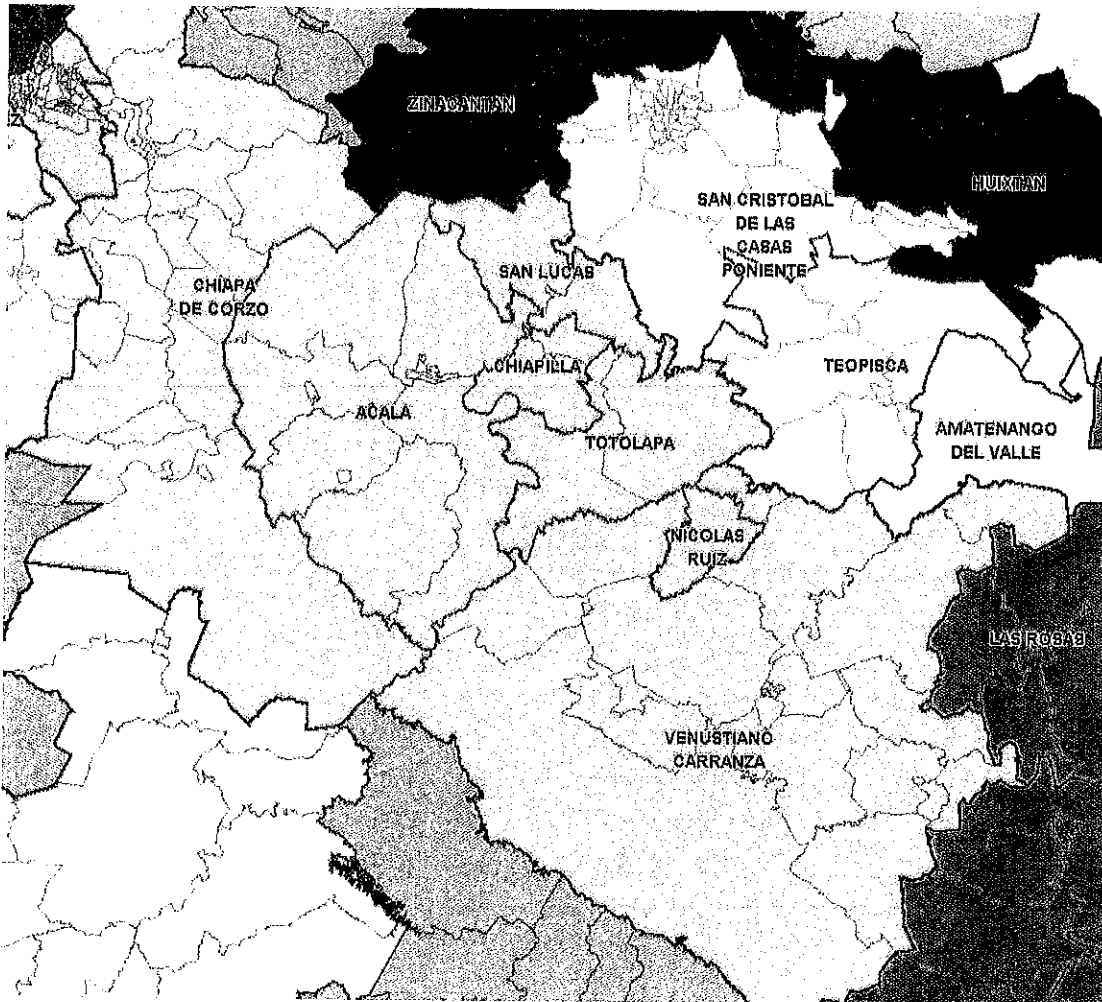 ZINACANTAN
HUIXTAN
SAN CRISTOBAL
DE LAS
CASAS
PONIENTE
SAN LUCAS
CHIAPA
DE CORZO
CHIAPILLA
TEOPISCA
ACALA
TOTOLAPA
AMATENANGO
DEL VALLE
NICOLAS
RUIZ
LAS ROSAS
VENUSTIANO
CARRANZA